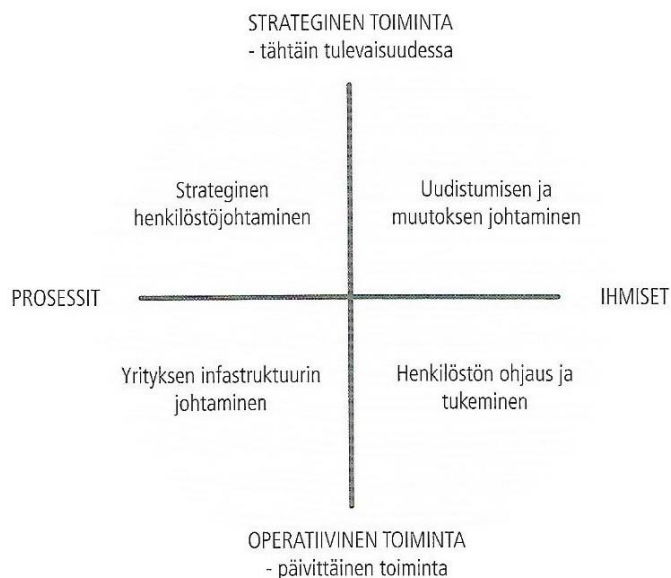 STRATEGINEN TOIMINTA
- tähtäin tulevaisuudessa
Strateginen
henkilöstöjohtaminen
Uudistumisen ja
muutoksen johtaminen
PROSESSIT
IHMISET
Yrityksen infastruktuurin
johtaminen
Henkilöstön ohjaus ja
tukeminen
OPERATIIVINEN TOIMINTA
- päivittäinen toiminta